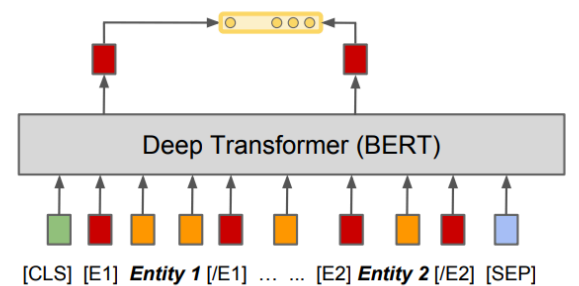 Deep Transformer (BERT)
[CLS] [E1] Entity 1 [/E1] ... ... [E2] Entity 2 [/E2] [SEP]